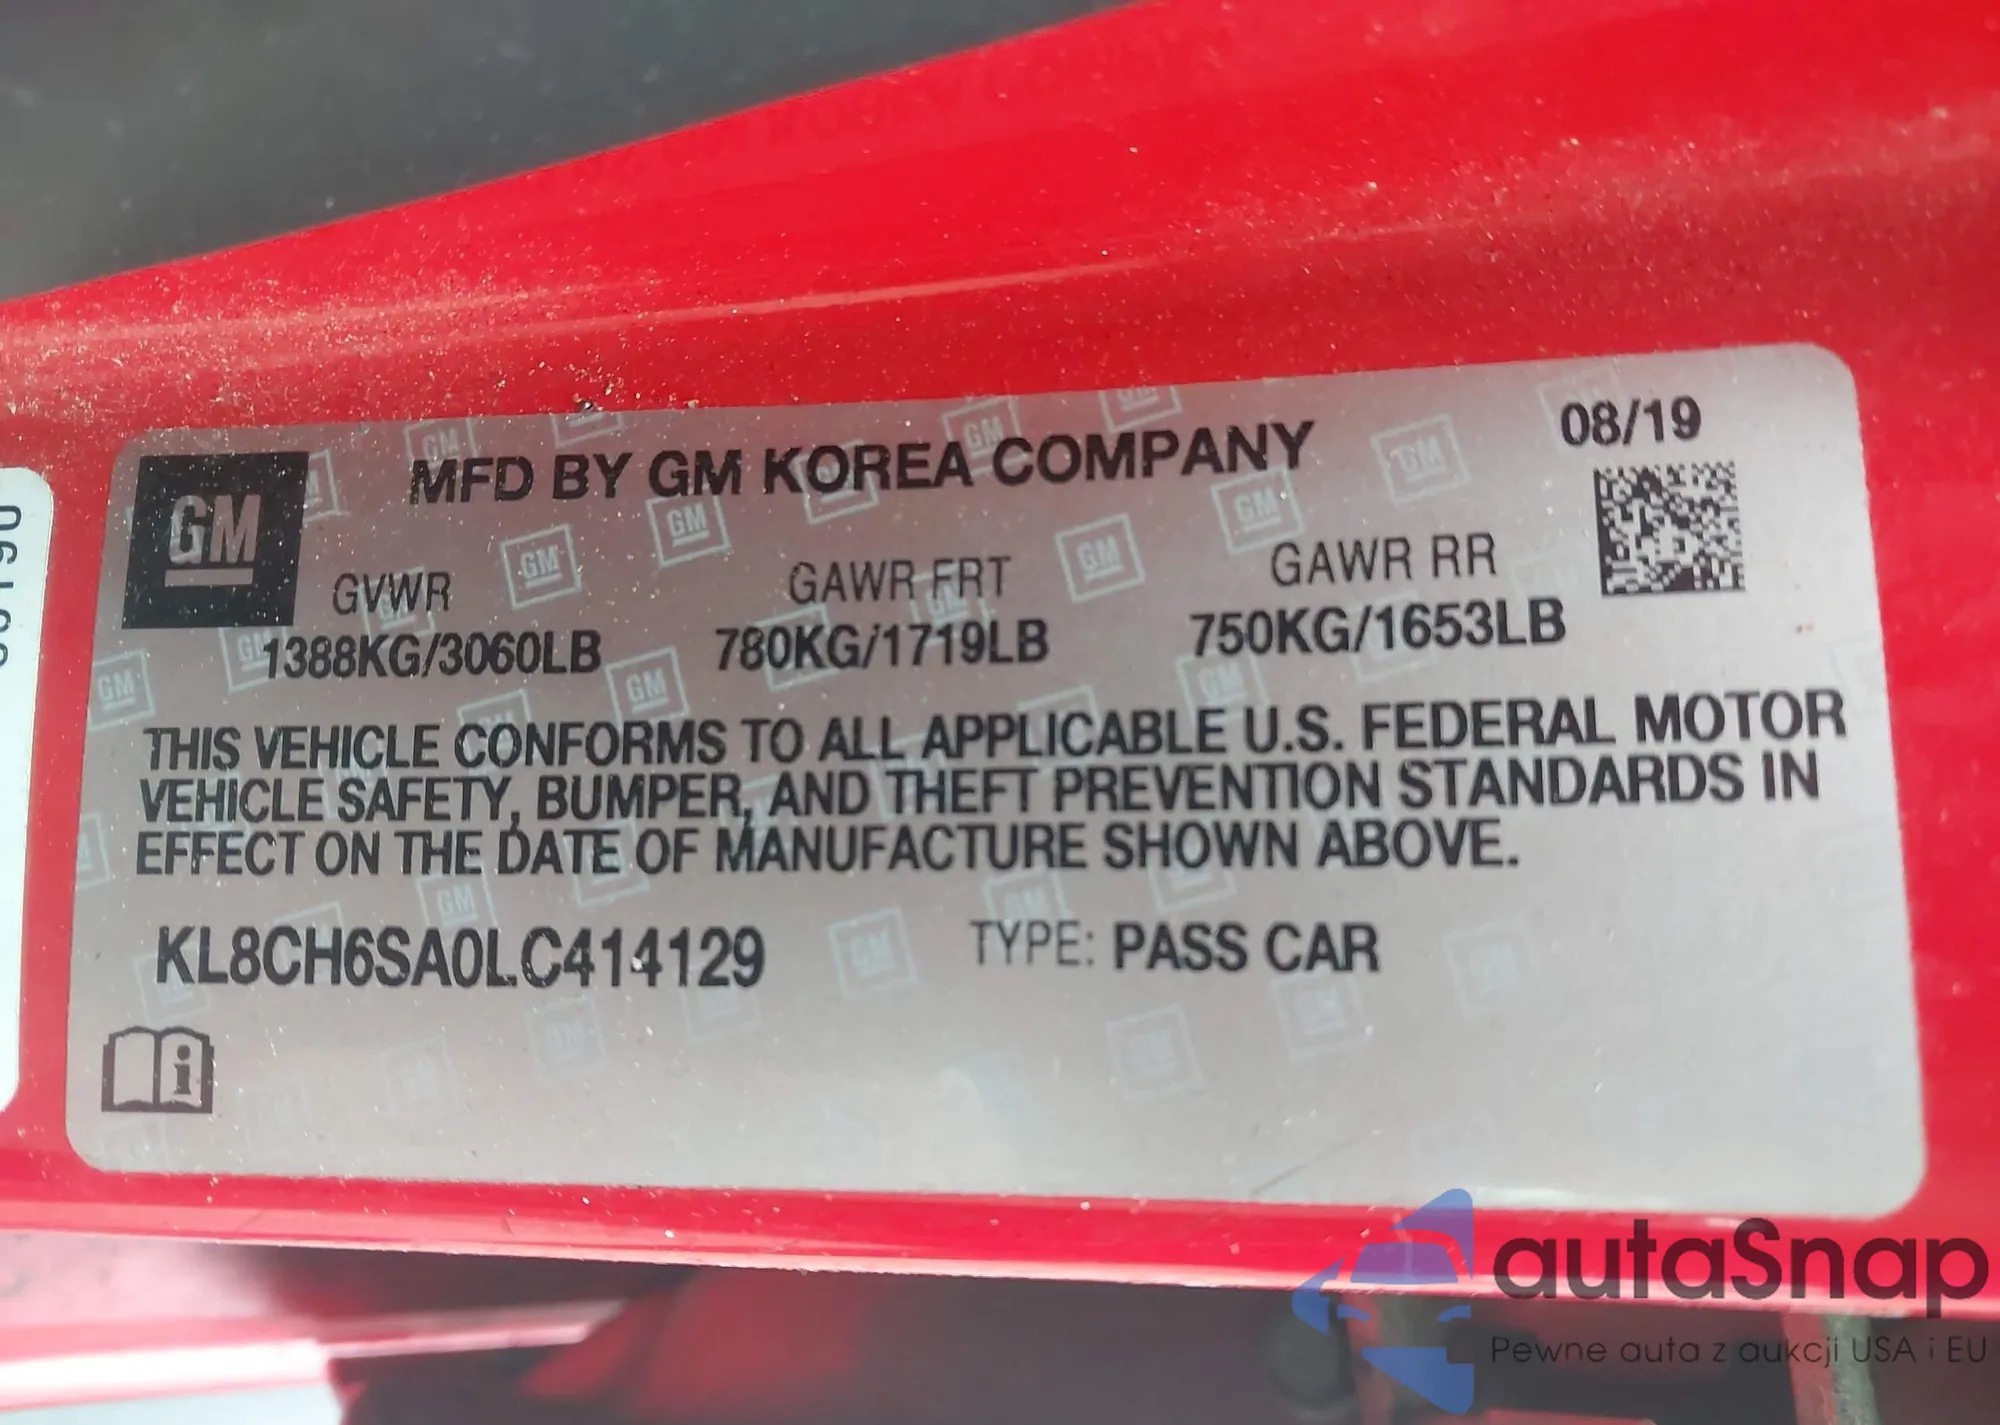 MFD BY GM KOREA COMPANY
08/19
GM
GVWR
GAWR FRT
GAWR RR
1388KG/3060LB
780KG/1719LB
750KG/1653LB
THIS VEHICLE CONFORMS TO ALL APPLICABLE U.S. FEDERAL MOTOR
VEHICLE SAFETY, BUMPER, AND THEFT PREVENTION STANDARDS IN
EFFECT ON THE DATE OF MANUFACTURE SHOWN ABOVE.
KL8CH6SA0LC414129
TYPE: PASS CAR
autaSnap
Pewne auta z aukcji USA i EU